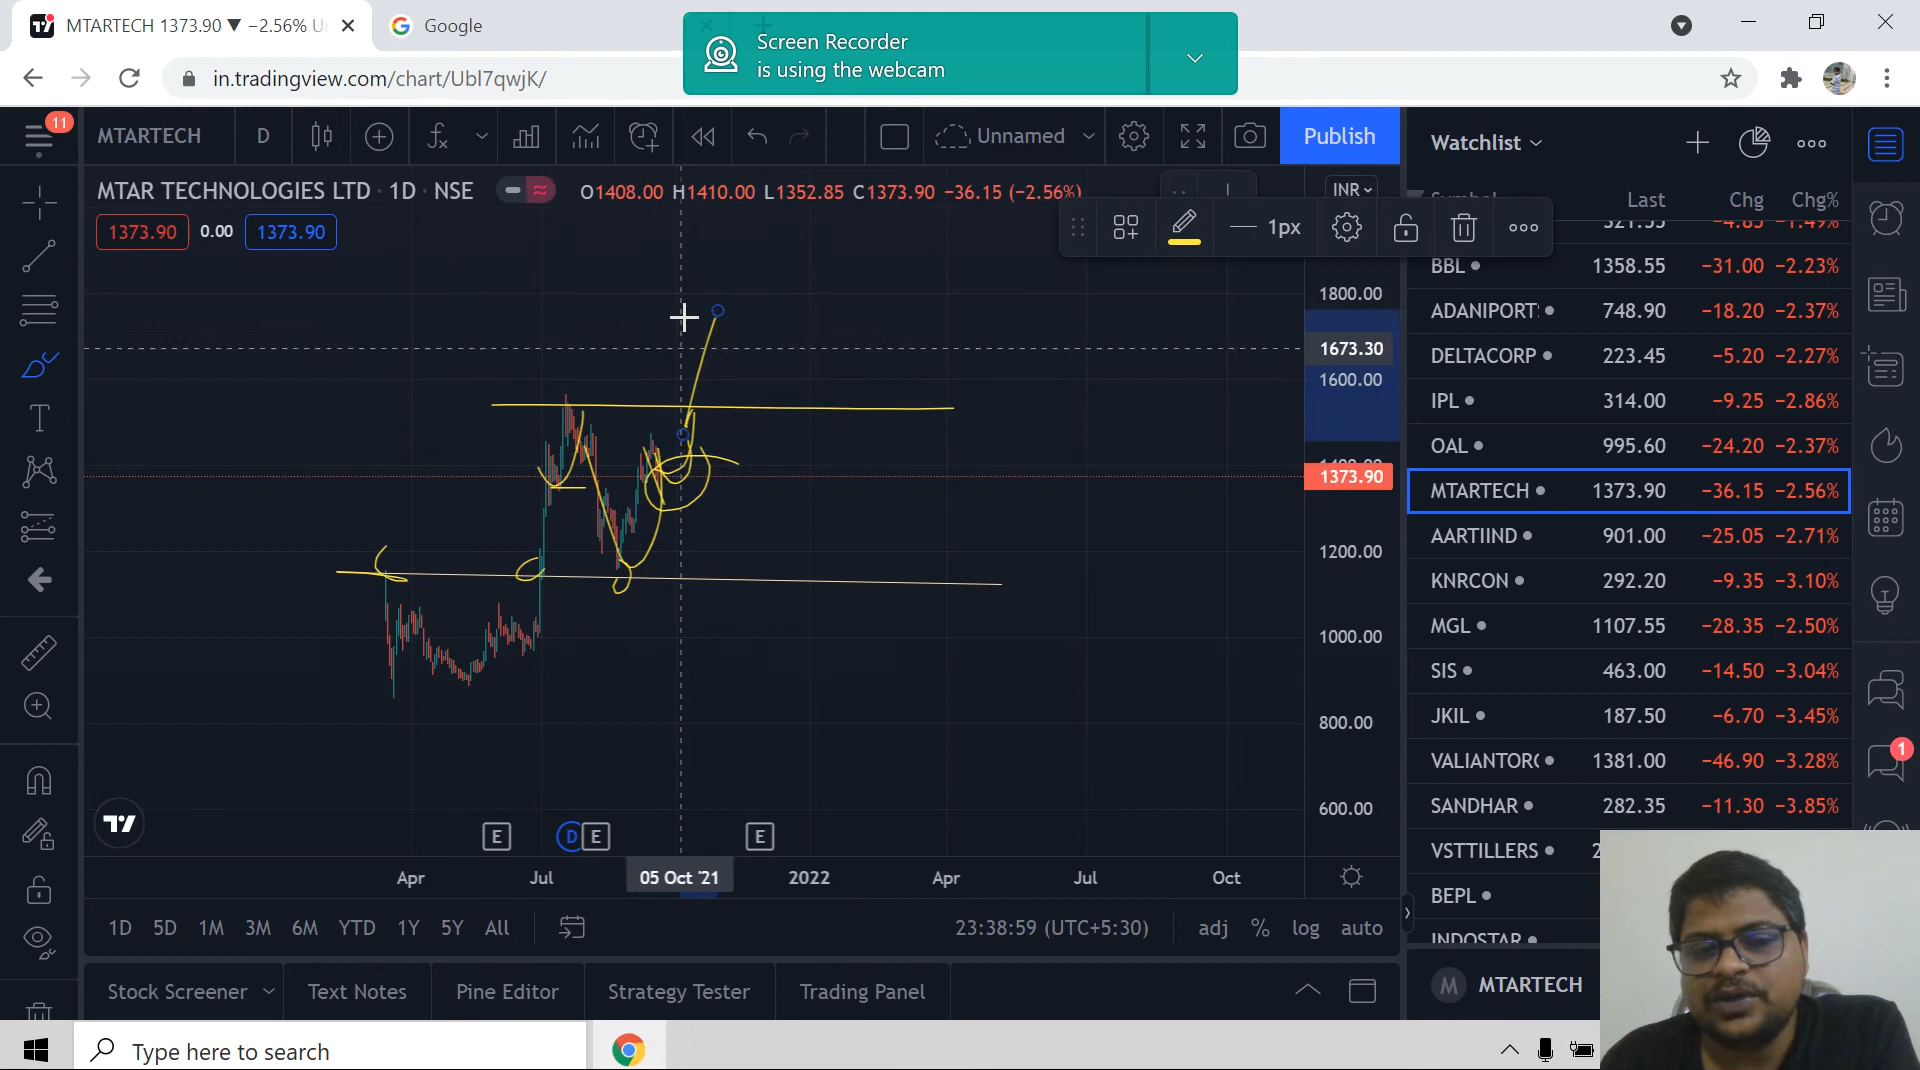 MTARTECH 1373.90 ▼ −2.56% U
Google
Screen Recorder
is using the webcam
in.tradingview.com/chart/Ubl7qwjK/
11
MTARTECH
D
Unnamed
Publish
Watchlist
MTAR TECHNOLOGIES LTD · 1D · NSE
O1408.00 H1410.00 L1352.85 C1373.90 −36.15 (−2.56%)
INR
1373.90 0.00 1373.90
1px
Last Chg Chg%
BBL 1358.55 −31.00 −2.23%
ADANIPORT 748.90 −18.20 −2.37%
DELTACORP 223.45 −5.20 −2.27%
IPL 314.00 −9.25 −2.86%
OAL 995.60 −24.20 −2.37%
MTARTECH 1373.90 −36.15 −2.56%
AARTIIND 901.00 −25.05 −2.71%
KNRCON 292.20 −9.35 −3.10%
MGL 1107.55 −28.35 −2.50%
SIS 463.00 −14.50 −3.04%
JKIL 187.50 −6.70 −3.45%
VALIANTOR 1381.00 −46.90 −3.28%
SANDHAR 282.35 −11.30 −3.85%
VSTTILLERS 2
BEPL
INDOSTAR
1800.00
1673.30
1600.00
1373.90
1200.00
1000.00
800.00
600.00
E D E E
Apr Jul 05 Oct '21 2022 Apr Jul Oct
1D 5D 1M 3M 6M YTD 1Y 5Y All
23:38:59 (UTC+5:30) adj % log auto
1
Stock Screener Text Notes Pine Editor Strategy Tester Trading Panel
M MTARTECH
Type here to search